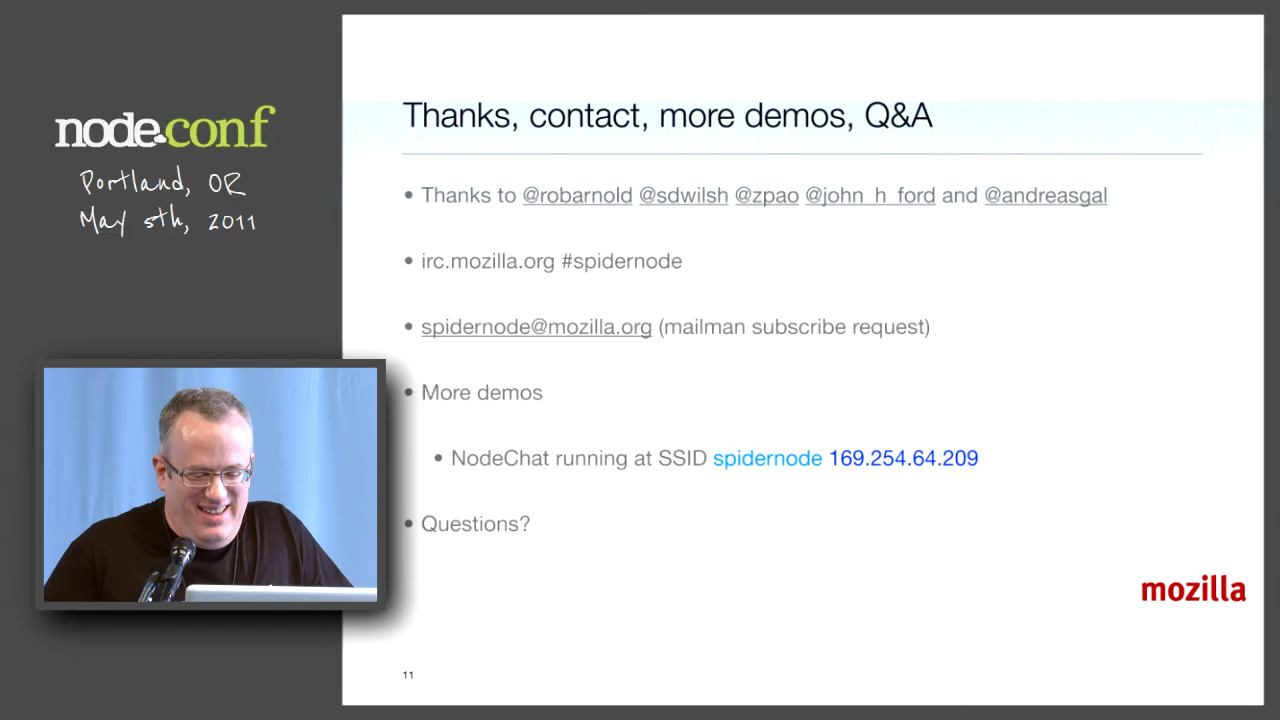 node.conf
Portland, OR
May 5th, 2011
Thanks, contact, more demos, Q&A
• Thanks to @robarnold @sdwilsh @zpao @john_h_ford and @andreasgal
• irc.mozilla.org #spidernode
• spidernode@mozilla.org (mailman subscribe request)
• More demos
• NodeChat running at SSID spidernode 169.254.64.209
• Questions?
mozilla
11